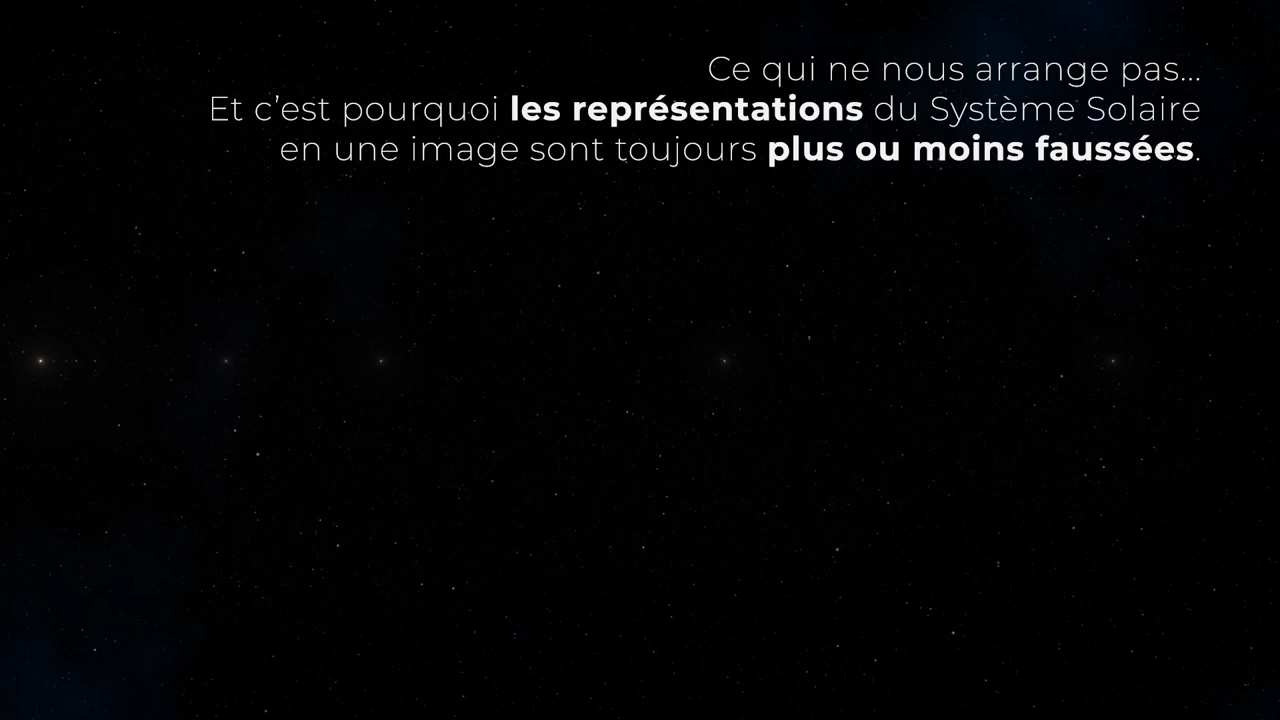 Ce qui ne nous arrange pas...
Et c’est pourquoi les représentations du Système Solaire
en une image sont toujours plus ou moins faussées.